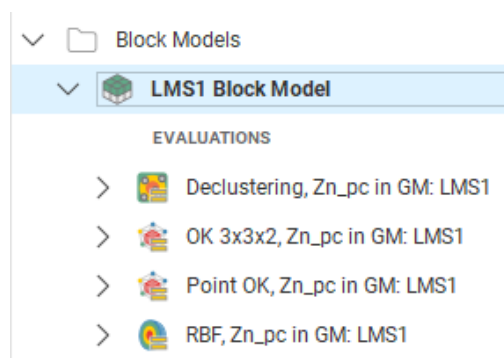 Block Models
LMS1 Block Model
EVALUATIONS
Declustering, Zn_pc in GM: LMS1
OK 3x3x2, Zn_pc in GM: LMS1
Point OK, Zn_pc in GM: LMS1
RBF, Zn_pc in GM: LMS1